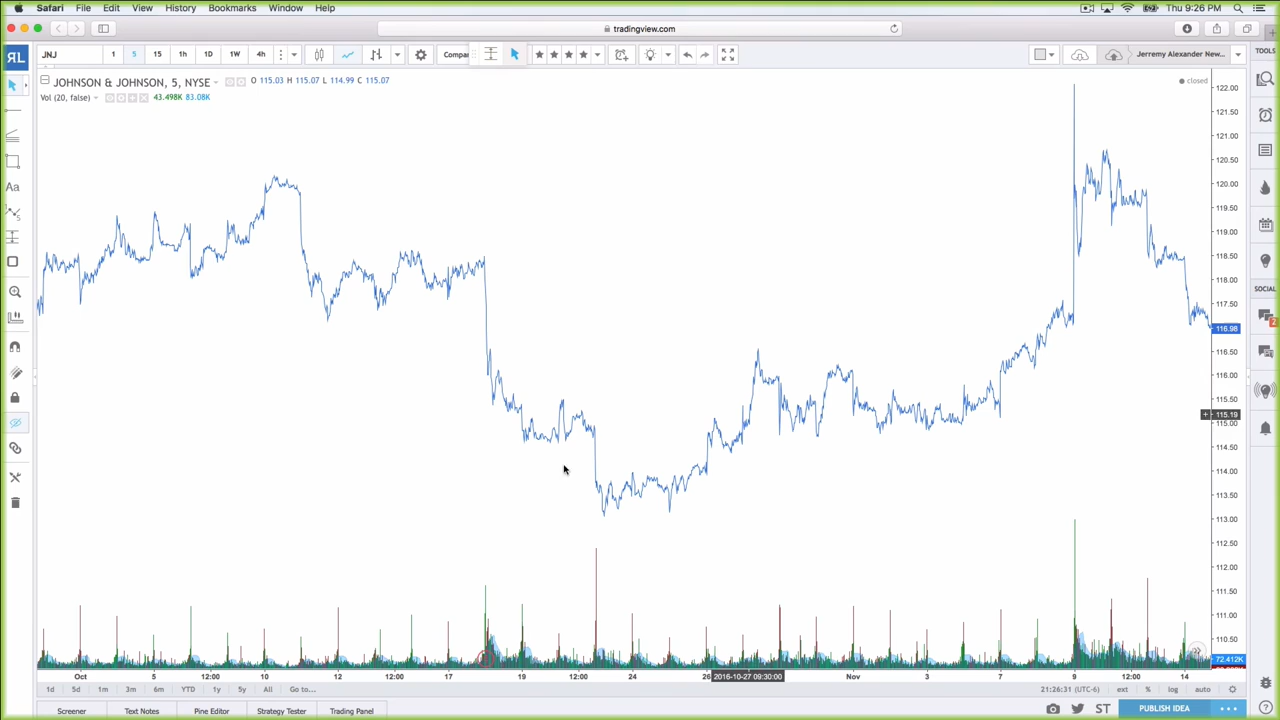 Safari File Edit View History Bookmarks Window Help Thu 9:26 PM
tradingview.com
JNJ 1 5 15 1h 1D 1W 4h Compar Jerremy Alexander New...
TOOLS
JOHNSON & JOHNSON, 5, NYSE O 115.03 H 115.07 L 114.99 C 115.07
closed
Vol (20, false) 43.498K 83.08K
122.00
121.50
121.00
120.50
120.00
119.50
119.00
118.50
118.00
117.50
116.98
116.50
116.00
115.50
115.19
115.00
114.50
114.00
113.50
113.00
112.50
112.00
111.50
111.00
110.50
72.412K
Aa
SOCIAL
Oct 5 12:00 10 12 12:00 17 19 12:00 24 26 2016-10-27 09:30:00 Nov 3 7 9 12:00 14
1d 5d 1m 3m 6m YTD 1y 5y All Go to... 21:26:31 (UTC-6) ext % log auto
Screener Text Notes Pine Editor Strategy Tester Trading Panel ST PUBLISH IDEA